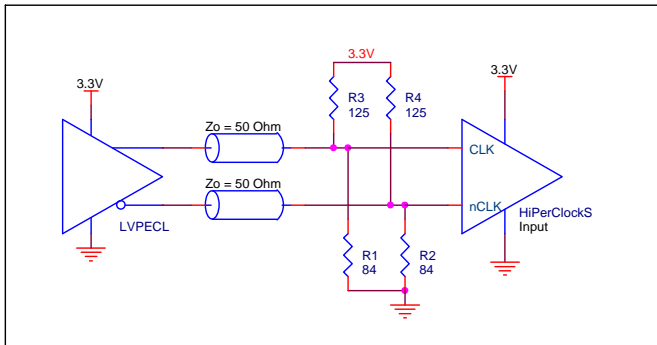 3.3V
3.3V
3.3V
R3
125
R4
125
Zo = 50 Ohm
CLK
Zo = 50 Ohm
nCLK
HiPerClockS
Input
LVPECL
R1
84
R2
84